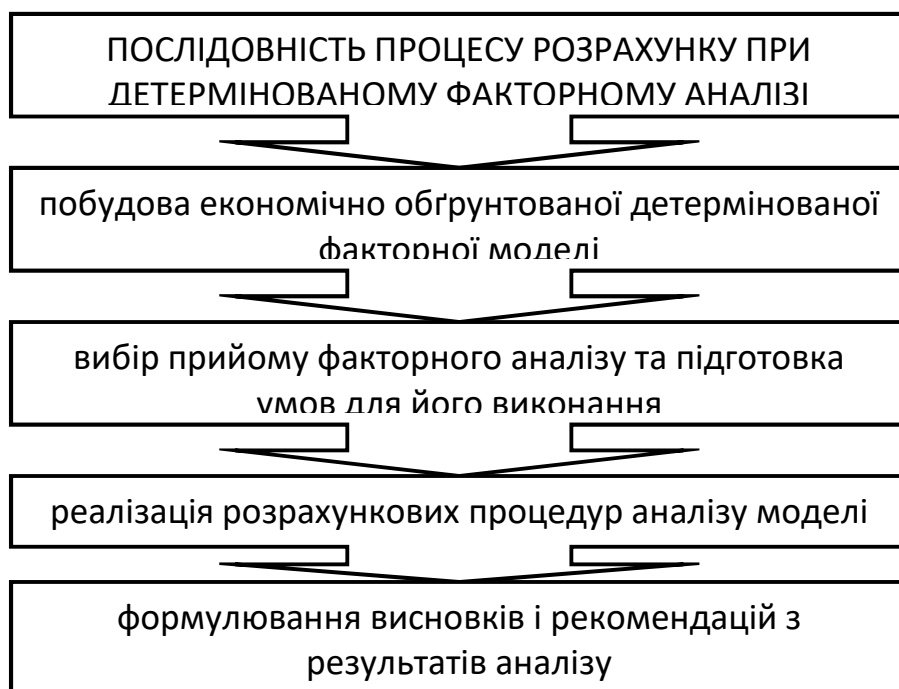 ПОСЛІДОВНІСТЬ ПРОЦЕСУ РОЗРАХУНКУ ПРИ
ДЕТЕРМІНОВАНОМУ ФАКТОРНОМУ АНАЛІЗІ
побудова економічно обґрунтованої детермінованої
факторної моделі
вибір прийому факторного аналізу та підготовка
умов для його виконання
реалізація розрахункових процедур аналізу моделі
формулювання висновків і рекомендацій з
результатів аналізу